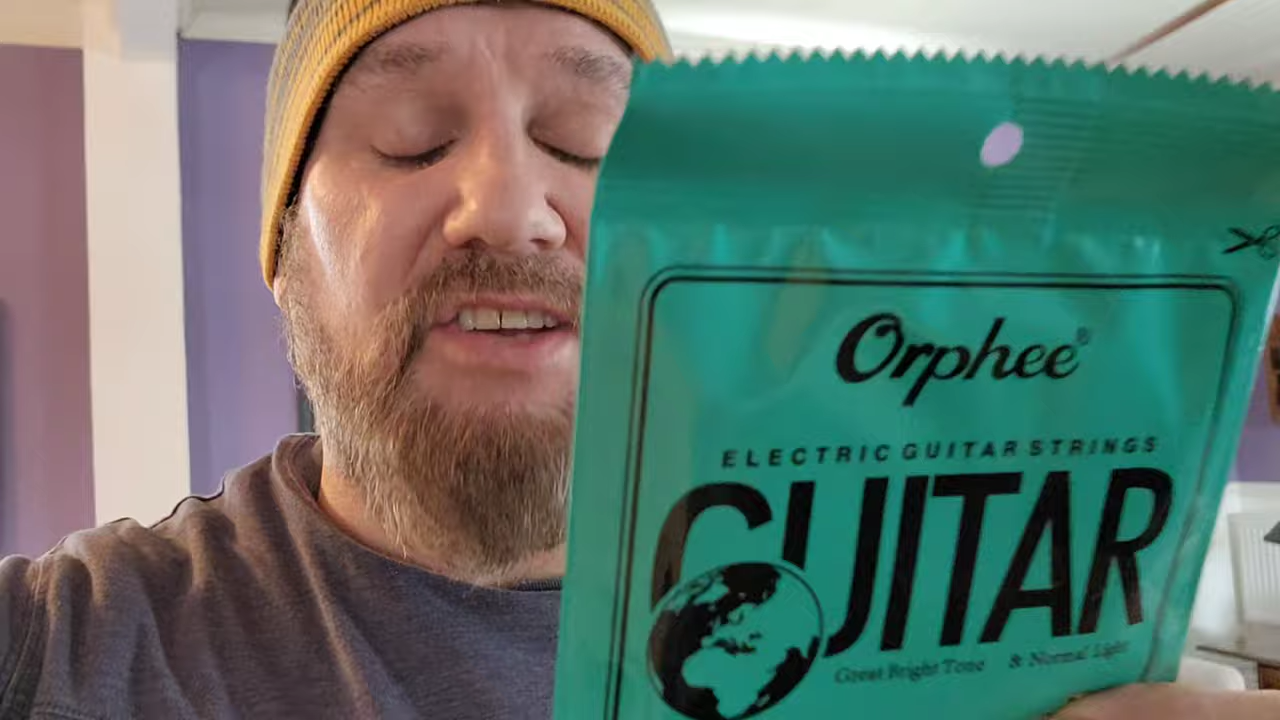 Orphee®
ELECTRIC GUITAR STRINGS
GUITAR
Great Bright Tone & Normal Light